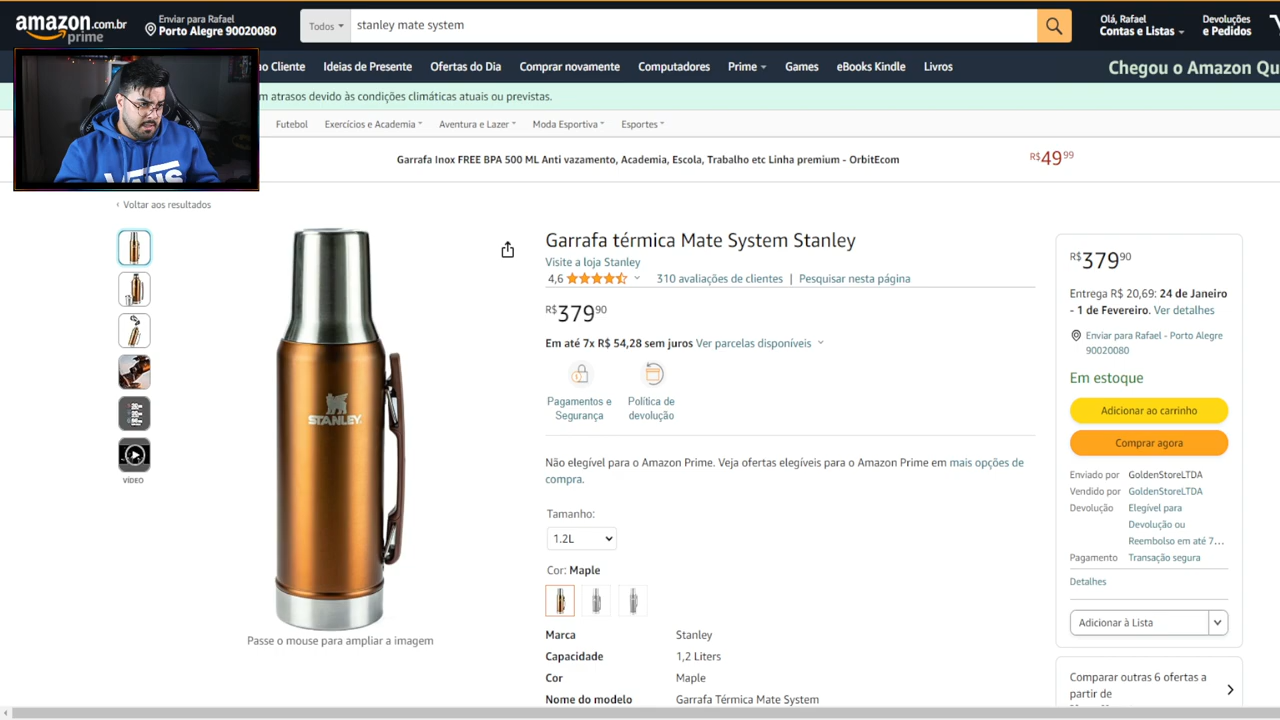 amazon.com.br
prime
Enviar para Rafael
Porto Alegre 90020080
Todos
stanley mate system
Olá, Rafael
Contas e Listas
Devoluções
e Pedidos
o Cliente
Ideias de Presente
Ofertas do Dia
Comprar novamente
Computadores
Prime
Games
eBooks Kindle
Livros
Chegou o Amazon Qu
m atrasos devido às condições climáticas atuais ou previstas.
Futebol
Exercícios e Academia
Aventura e Lazer
Moda Esportiva
Esportes
VANS
Garrafa Inox FREE BPA 500 ML Anti vazamento, Academia, Escola, Trabalho etc Linha premium - OrbitEcom
R$4999
‹ Voltar aos resultados
VÍDEO
STANLEY
Passe o mouse para ampliar a imagem
Garrafa térmica Mate System Stanley
Visite a loja Stanley
4,6
310 avaliações de clientes | Pesquisar nesta página
R$37990
Em até 7x R$ 54,28 sem juros Ver parcelas disponíveis
Pagamentos e
Segurança
Política de
devolução
Não elegível para o Amazon Prime. Veja ofertas elegíveis para o Amazon Prime em mais opções de
compra.
Tamanho:
1.2L
Cor: Maple
Marca Stanley
Capacidade 1,2 Liters
Cor Maple
Nome do modelo Garrafa Térmica Mate System
R$37990
Entrega R$ 20,69: 24 de Janeiro
- 1 de Fevereiro. Ver detalhes
Enviar para Rafael - Porto Alegre
90020080
Em estoque
Adicionar ao carrinho
Comprar agora
Enviado por GoldenStoreLTDA
Vendido por GoldenStoreLTDA
Devolução Elegível para
Devolução ou
Reembolso em até 7...
Pagamento Transação segura
Detalhes
Adicionar à Lista
Comparar outras 6 ofertas a
partir de